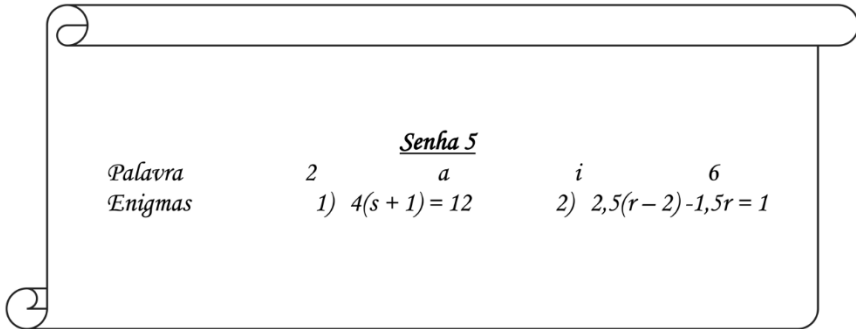 Senha 5
Palavra 2 a i 6
Enigmas 1) 4(s + 1) = 12 2) 2,5(r – 2) -1,5r = 1